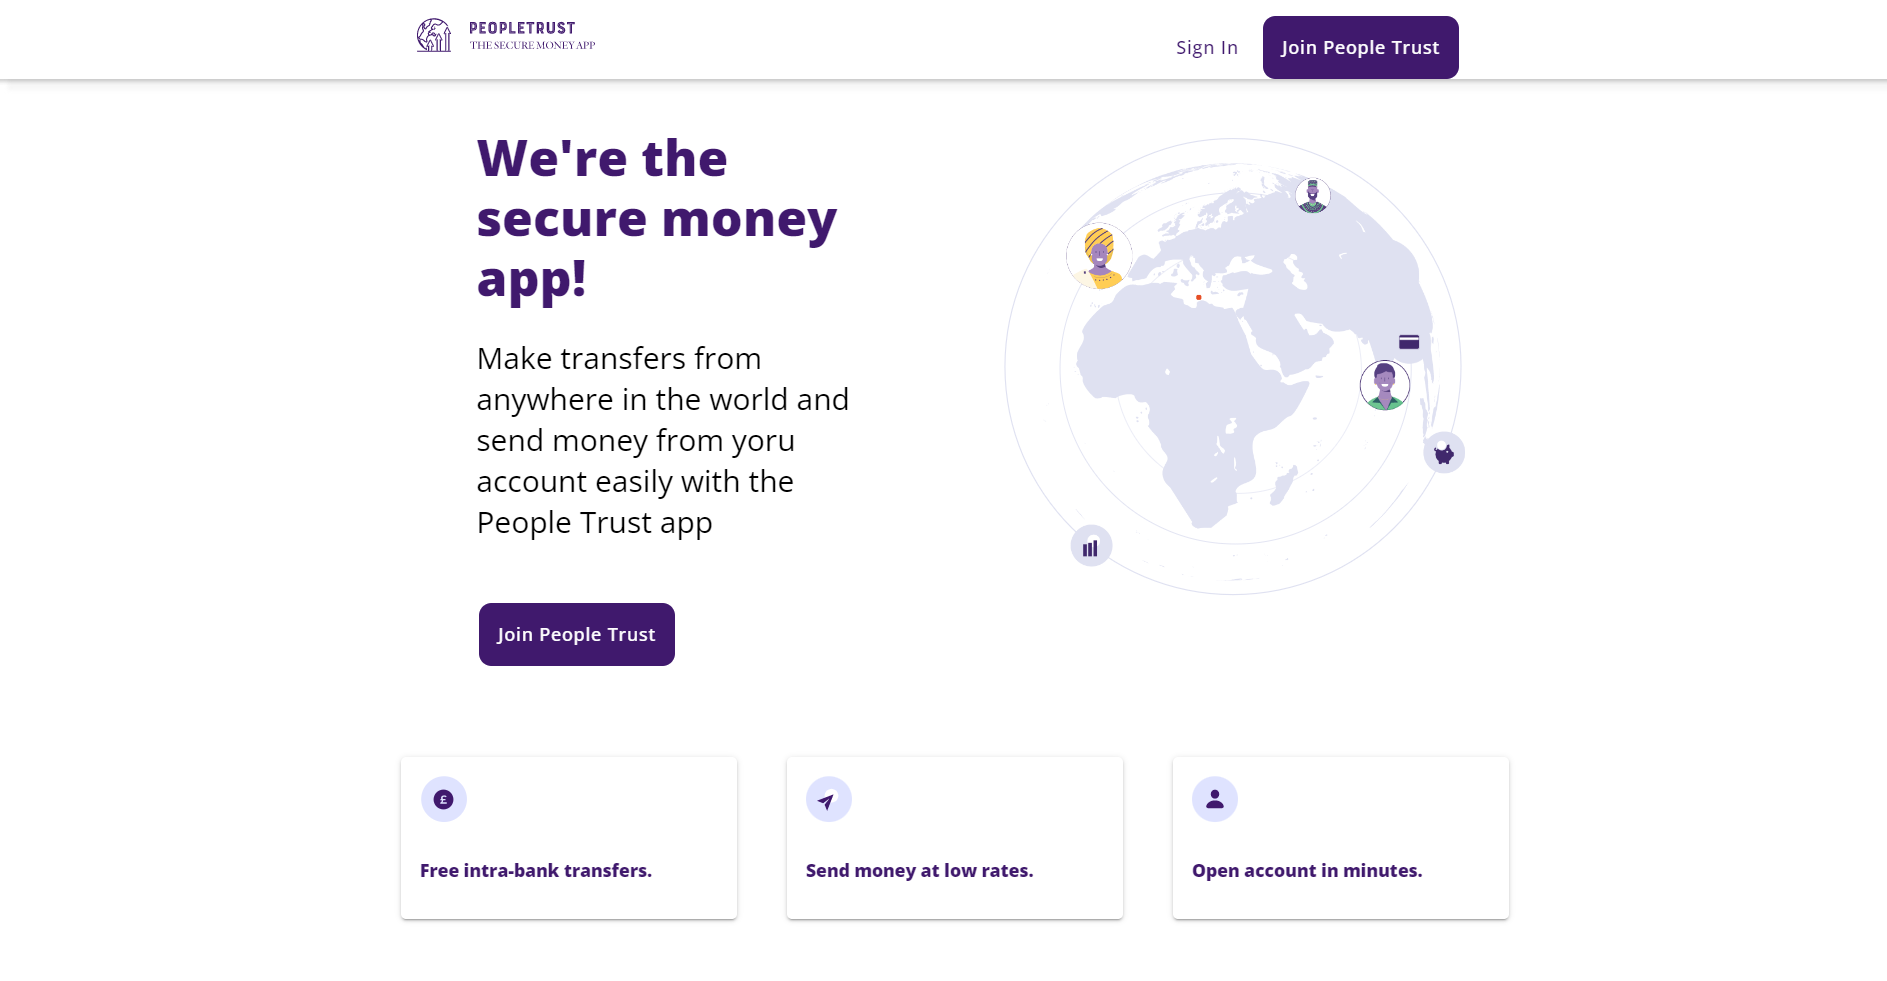 PEOPLETRUST
THE SECURE MONEY APP
Sign In
Join People Trust
We're the
secure money
app!
Make transfers from
anywhere in the world and
send money from yoru
account easily with the
People Trust app
Join People Trust
£
Free intra-bank transfers.
Send money at low rates.
Open account in minutes.